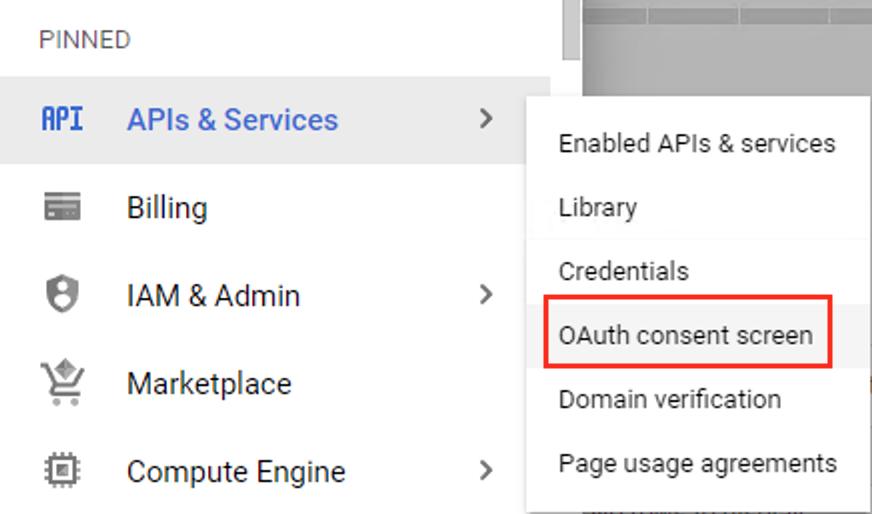 PINNED
API APIs & Services
Billing
IAM & Admin
Marketplace
Compute Engine
Enabled APIs & services
Library
Credentials
OAuth consent screen
Domain verification
Page usage agreements